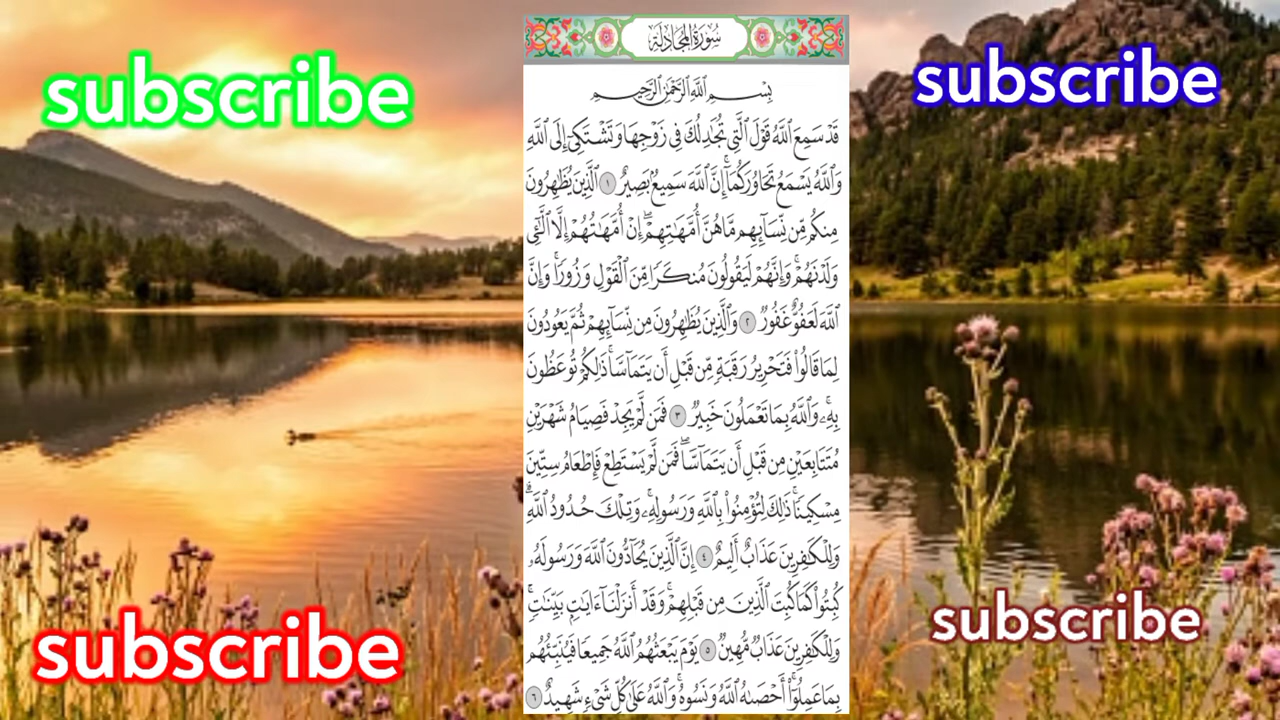 subscribe
subscribe
سُورَةُ المُجَادلَة
بِسْمِ ٱللَّهِ ٱلرَّحْمَٰنِ ٱلرَّحِيمِ
قَدْ سَمِعَ ٱللَّهُ قَوْلَ ٱلَّتِى تُجَٰدِلُكَ فِى زَوْجِهَا وَتَشْتَكِىٓ إِلَى ٱللَّهِ
وَٱللَّهُ يَسْمَعُ تَحَاوُرَكُمَآ ۚ إِنَّ ٱللَّهَ سَمِيعٌۢ بَصِيرٌ ١ ٱلَّذِينَ يُظَٰهِرُونَ
مِنكُم مِّن نِّسَآئِهِم مَّا هُنَّ أُمَّهَٰتِهِمْ ۖ إِنْ أُمَّهَٰتُهُمْ إِلَّا ٱلَّٰٓـِٔى
وَلَدْنَهُمْ ۚ وَإِنَّهُمْ لَيَقُولُونَ مُنكَرًا مِّنَ ٱلْقَوْلِ وَزُورًا ۚ وَإِنَّ
ٱللَّهَ لَعَفُوٌّ غَفُورٌ ٢ وَٱلَّذِينَ يُظَٰهِرُونَ مِن نِّسَآئِهِمْ ثُمَّ يَعُودُونَ
لِمَا قَالُوا۟ فَتَحْرِيرُ رَقَبَةٍ مِّن قَبْلِ أَن يَتَمَآسَّا ۚ ذَٰلِكُمْ تُوعَظُونَ
بِهِۦ ۚ وَٱللَّهُ بِمَا تَعْمَلُونَ خَبِيرٌ ٣ فَمَن لَّمْ يَجِدْ فَصِيَامُ شَهْرَيْنِ
مُتَتَابِعَيْنِ مِن قَبْلِ أَن يَتَمَآسَّا ۖ فَمَن لَّمْ يَسْتَطِعْ فَإِطْعَامُ سِتِّينَ
مِسْكِينًا ۚ ذَٰلِكَ لِتُؤْمِنُوا۟ بِٱللَّهِ وَرَسُولِهِۦ ۚ وَتِلْكَ حُدُودُ ٱللَّهِ ۗ
وَلِلْكَٰفِرِينَ عَذَابٌ أَلِيمٌ ٤ إِنَّ ٱلَّذِينَ يُحَآدُّونَ ٱللَّهَ وَرَسُولَهُۥ
كُبِتُوا۟ كَمَا كُبِتَ ٱلَّذِينَ مِن قَبْلِهِمْ ۚ وَقَدْ أَنزَلْنَآ ءَايَٰتٍۭ بَيِّنَٰتٍ ۚ
وَلِلْكَٰفِرِينَ عَذَابٌ مُّهِينٌ ٥ يَوْمَ يَبْعَثُهُمُ ٱللَّهُ جَمِيعًا فَيُنَبِّئُهُم
بِمَا عَمِلُوٓا۟ ۚ أَحْصَىٰهُ ٱللَّهُ وَنَسُوهُ ۚ وَٱللَّهُ عَلَىٰ كُلِّ شَىْءٍ شَهِيدٌ ٦
subscribe
subscribe